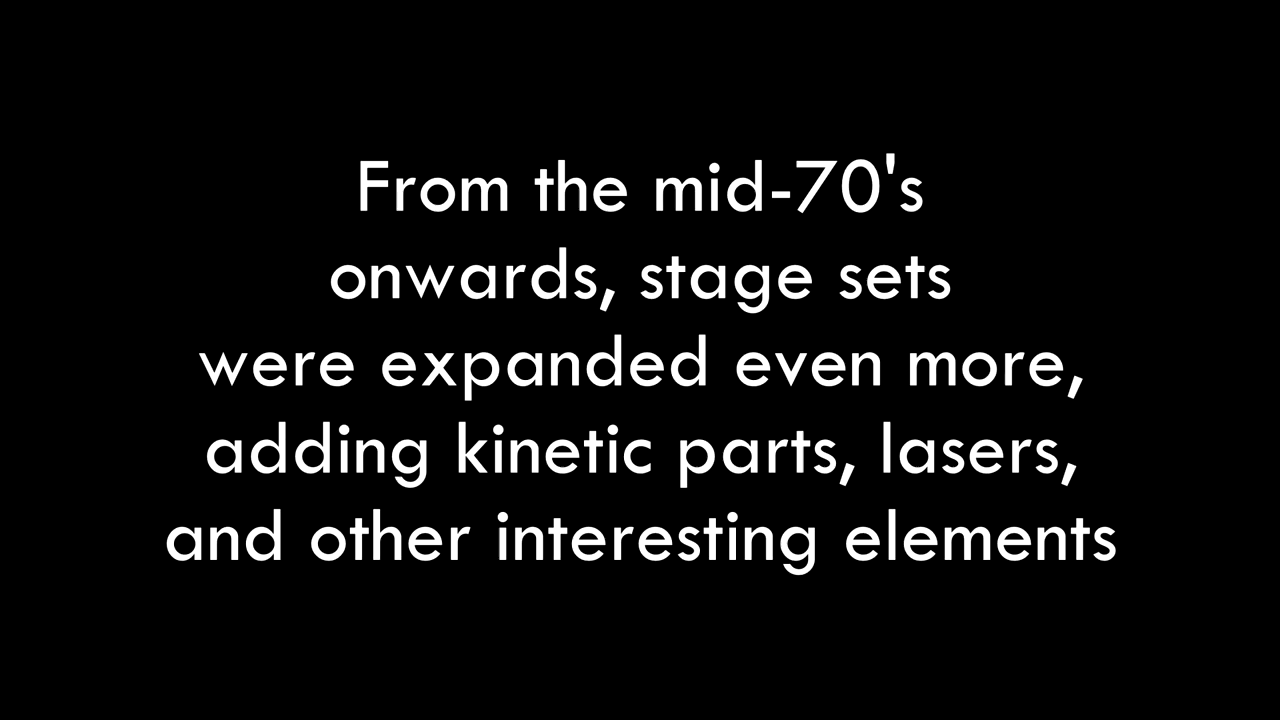 From the mid-70's
onwards, stage sets
were expanded even more,
adding kinetic parts, lasers,
and other interesting elements